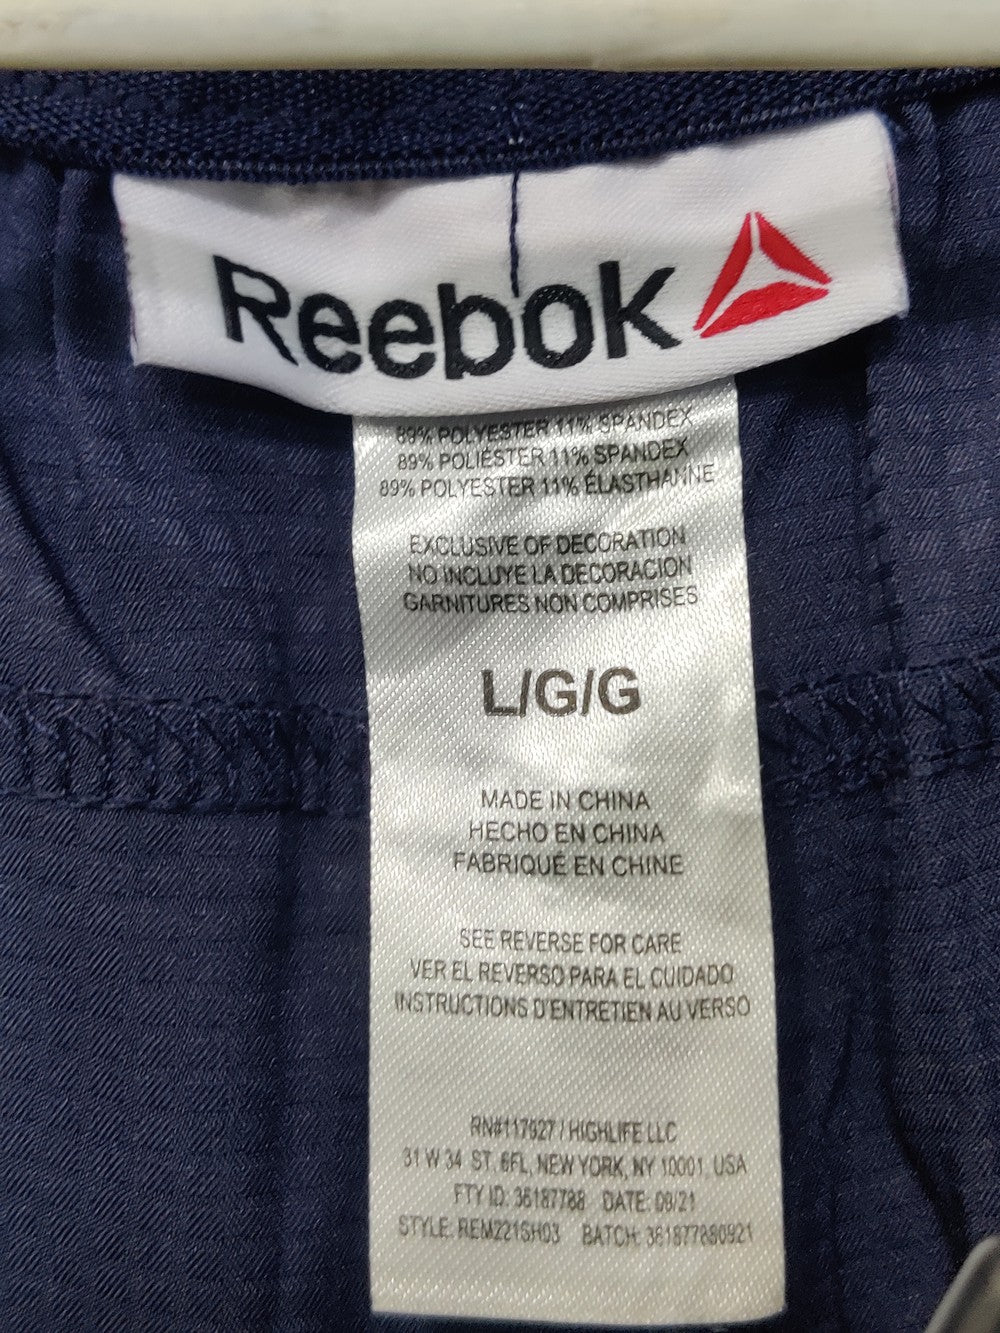 Reebok
89% POLYESTER 11% SPANDEX
89% POLIÉSTER 11% SPANDEX
89% POLYESTER 11% ÉLASTHANNE
EXCLUSIVE OF DECORATION
NO INCLUYE LA DECORACION
GARNITURES NON COMPRISES
L/G/G
MADE IN CHINA
HECHO EN CHINA
FABRIQUÉ EN CHINE
SEE REVERSE FOR CARE
VER EL REVERSO PARA EL CUIDADO
INSTRUCTIONS D'ENTRETIEN AU VERSO
RN#117927 / HIGHLIFE LLC
31 W 34 ST. 6FL, NEW YORK, NY 10001, USA
FTY ID: 36187788 DATE: 09/21
STYLE: REM221SH03 BATCH: 361877880921